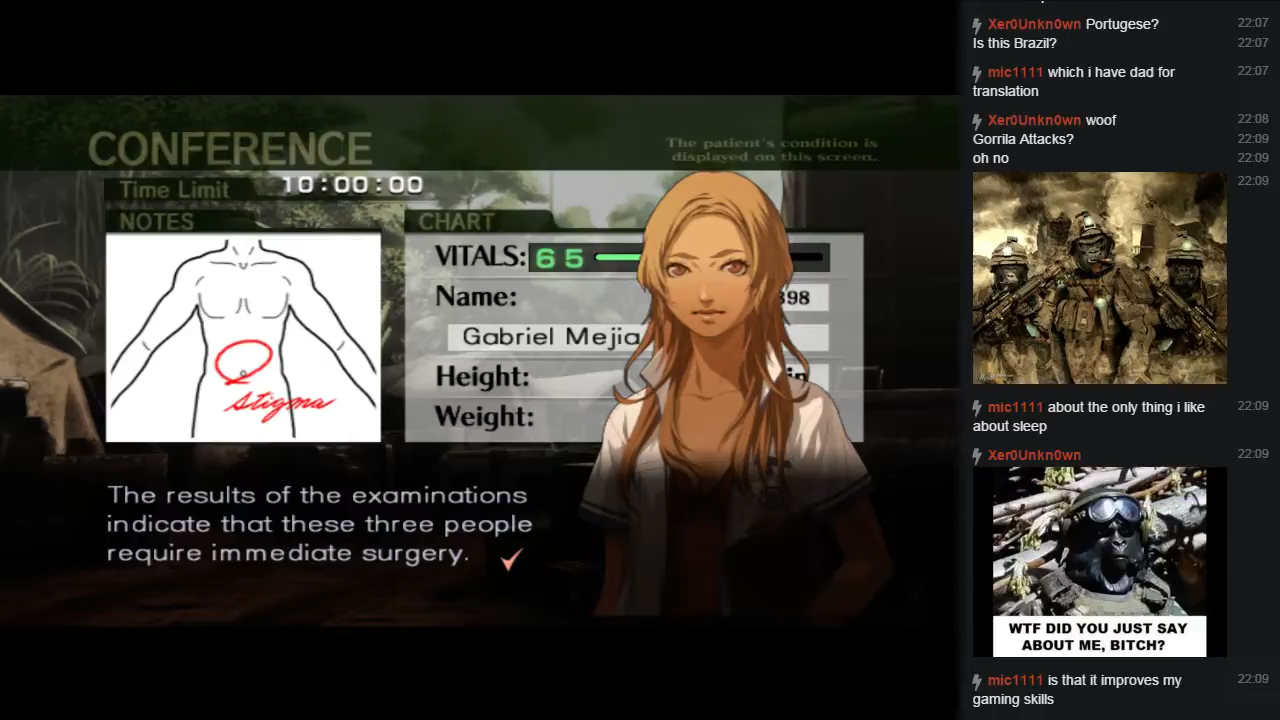 CONFERENCE
The patient's condition is
displayed on this screen.
Time Limit 10:00:00
NOTES
CHART
VITALS: 65
Name: 398
Gabriel Mejia
Height: in
Weight:
Stigma
The results of the examinations
indicate that these three people
require immediate surgery.
Xer0Unkn0wn Portugese? 22:07
Is this Brazil? 22:07
mic1111 which i have dad for 22:07
translation
Xer0Unkn0wn woof 22:08
Gorrila Attacks? 22:09
oh no 22:09
22:09
mic1111 about the only thing i like 22:09
about sleep
Xer0Unkn0wn 22:09
WTF DID YOU JUST SAY
ABOUT ME, BITCH?
mic1111 is that it improves my 22:09
gaming skills